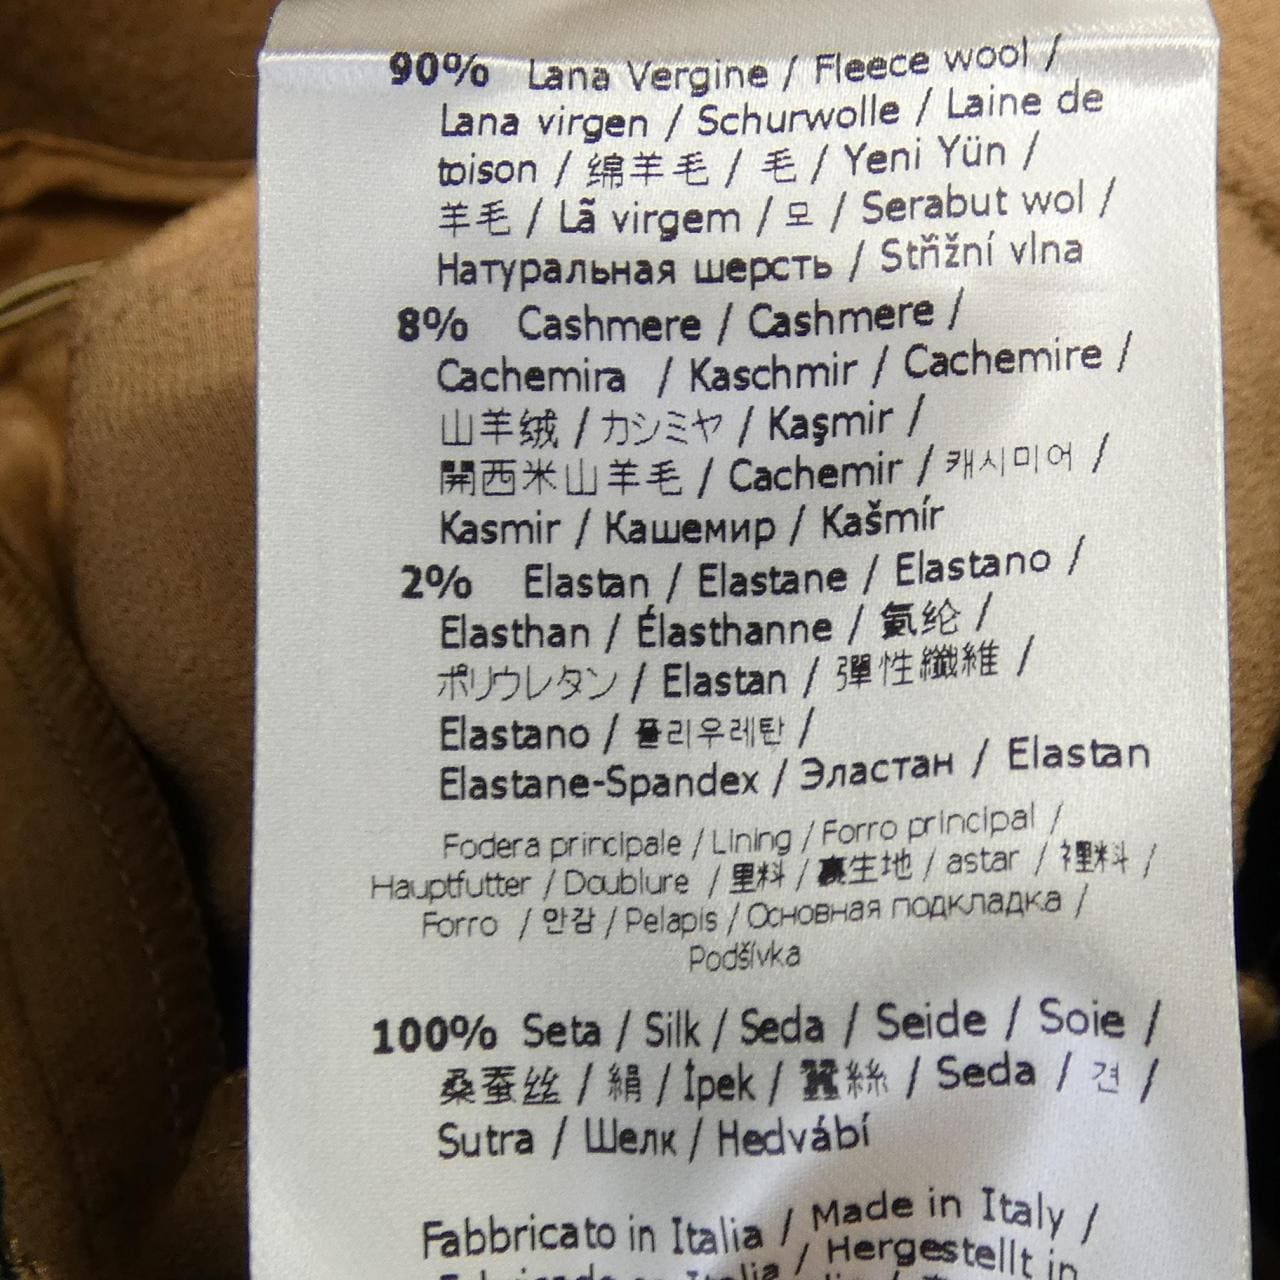 90% Lana Vergine / Fleece wool /
Lana virgen / Schurwolle / Laine de
toison / 绵羊毛 / 毛 / Yeni Yün /
羊毛 / Lã virgem / 모 / Serabut wol /
Натуральная шерсть / Střižní vlna
8% Cashmere / Cashmere /
Cachemira / Kaschmir / Cachemire /
山羊绒 / カシミヤ / Kaşmir /
開西米山羊毛 / Cachemir / 캐시미어 /
Kasmir / Кашемир / Kašmír
2% Elastan / Elastane / Elastano /
Elasthan / Élasthanne / 氨纶 /
ポリウレタン / Elastan / 彈性纖維 /
Elastano / 폴리우레탄 /
Elastane-Spandex / Эластан / Elastan
Fodera principale / Lining / Forro principal /
Hauptfutter / Doublure / 里料 / 裏生地 / astar / 裡料 /
Forro / 안감 / Pelapis / Основная подкладка /
Podšívka
100% Seta / Silk / Seda / Seide / Soie /
桑蚕丝 / 絹 / İpek / 蠶絲 / Seda / 견 /
Sutra / Шелк / Hedvábí
Fabbricato in Italia / Made in Italy /
/ Hergestellt in